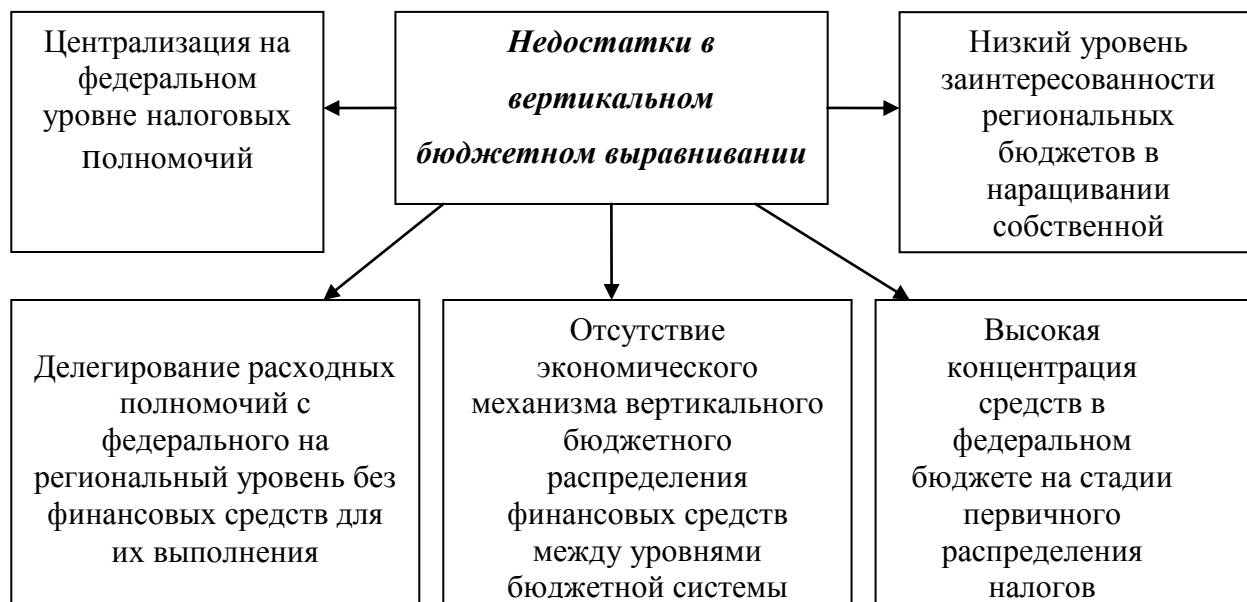 Централизация на
федеральном
уровне налоговых
полномочий
Недостатки в
вертикальном
бюджетном выравнивании
Низкий уровень
заинтересованности
региональных
бюджетов в
наращивании
собственной
Делегирование расходных
полномочий с
федерального на
региональный уровень без
финансовых средств для
их выполнения
Отсутствие
экономического
механизма вертикального
бюджетного
распределения
финансовых средств
между уровнями
бюджетной системы
Высокая
концентрация
средств в
федеральном
бюджете на стадии
первичного
распределения
налогов